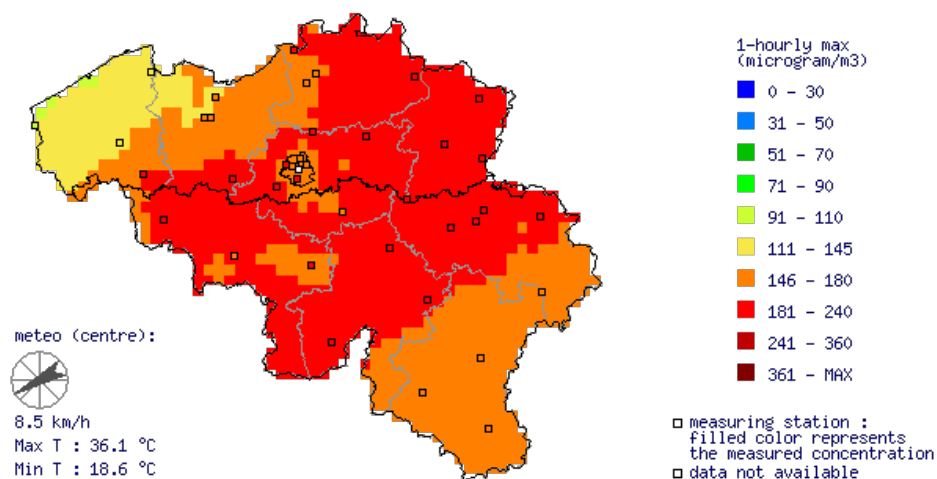 1-hourly max
(microgram/m3)
0 - 30
31 - 50
51 - 70
71 - 90
91 - 110
111 - 145
146 - 180
181 - 240
241 - 360
361 - MAX
meteo (centre):
8.5 km/h
Max T : 36.1 °C
Min T : 18.6 °C
measuring station :
filled color represents
the measured concentration
data not available